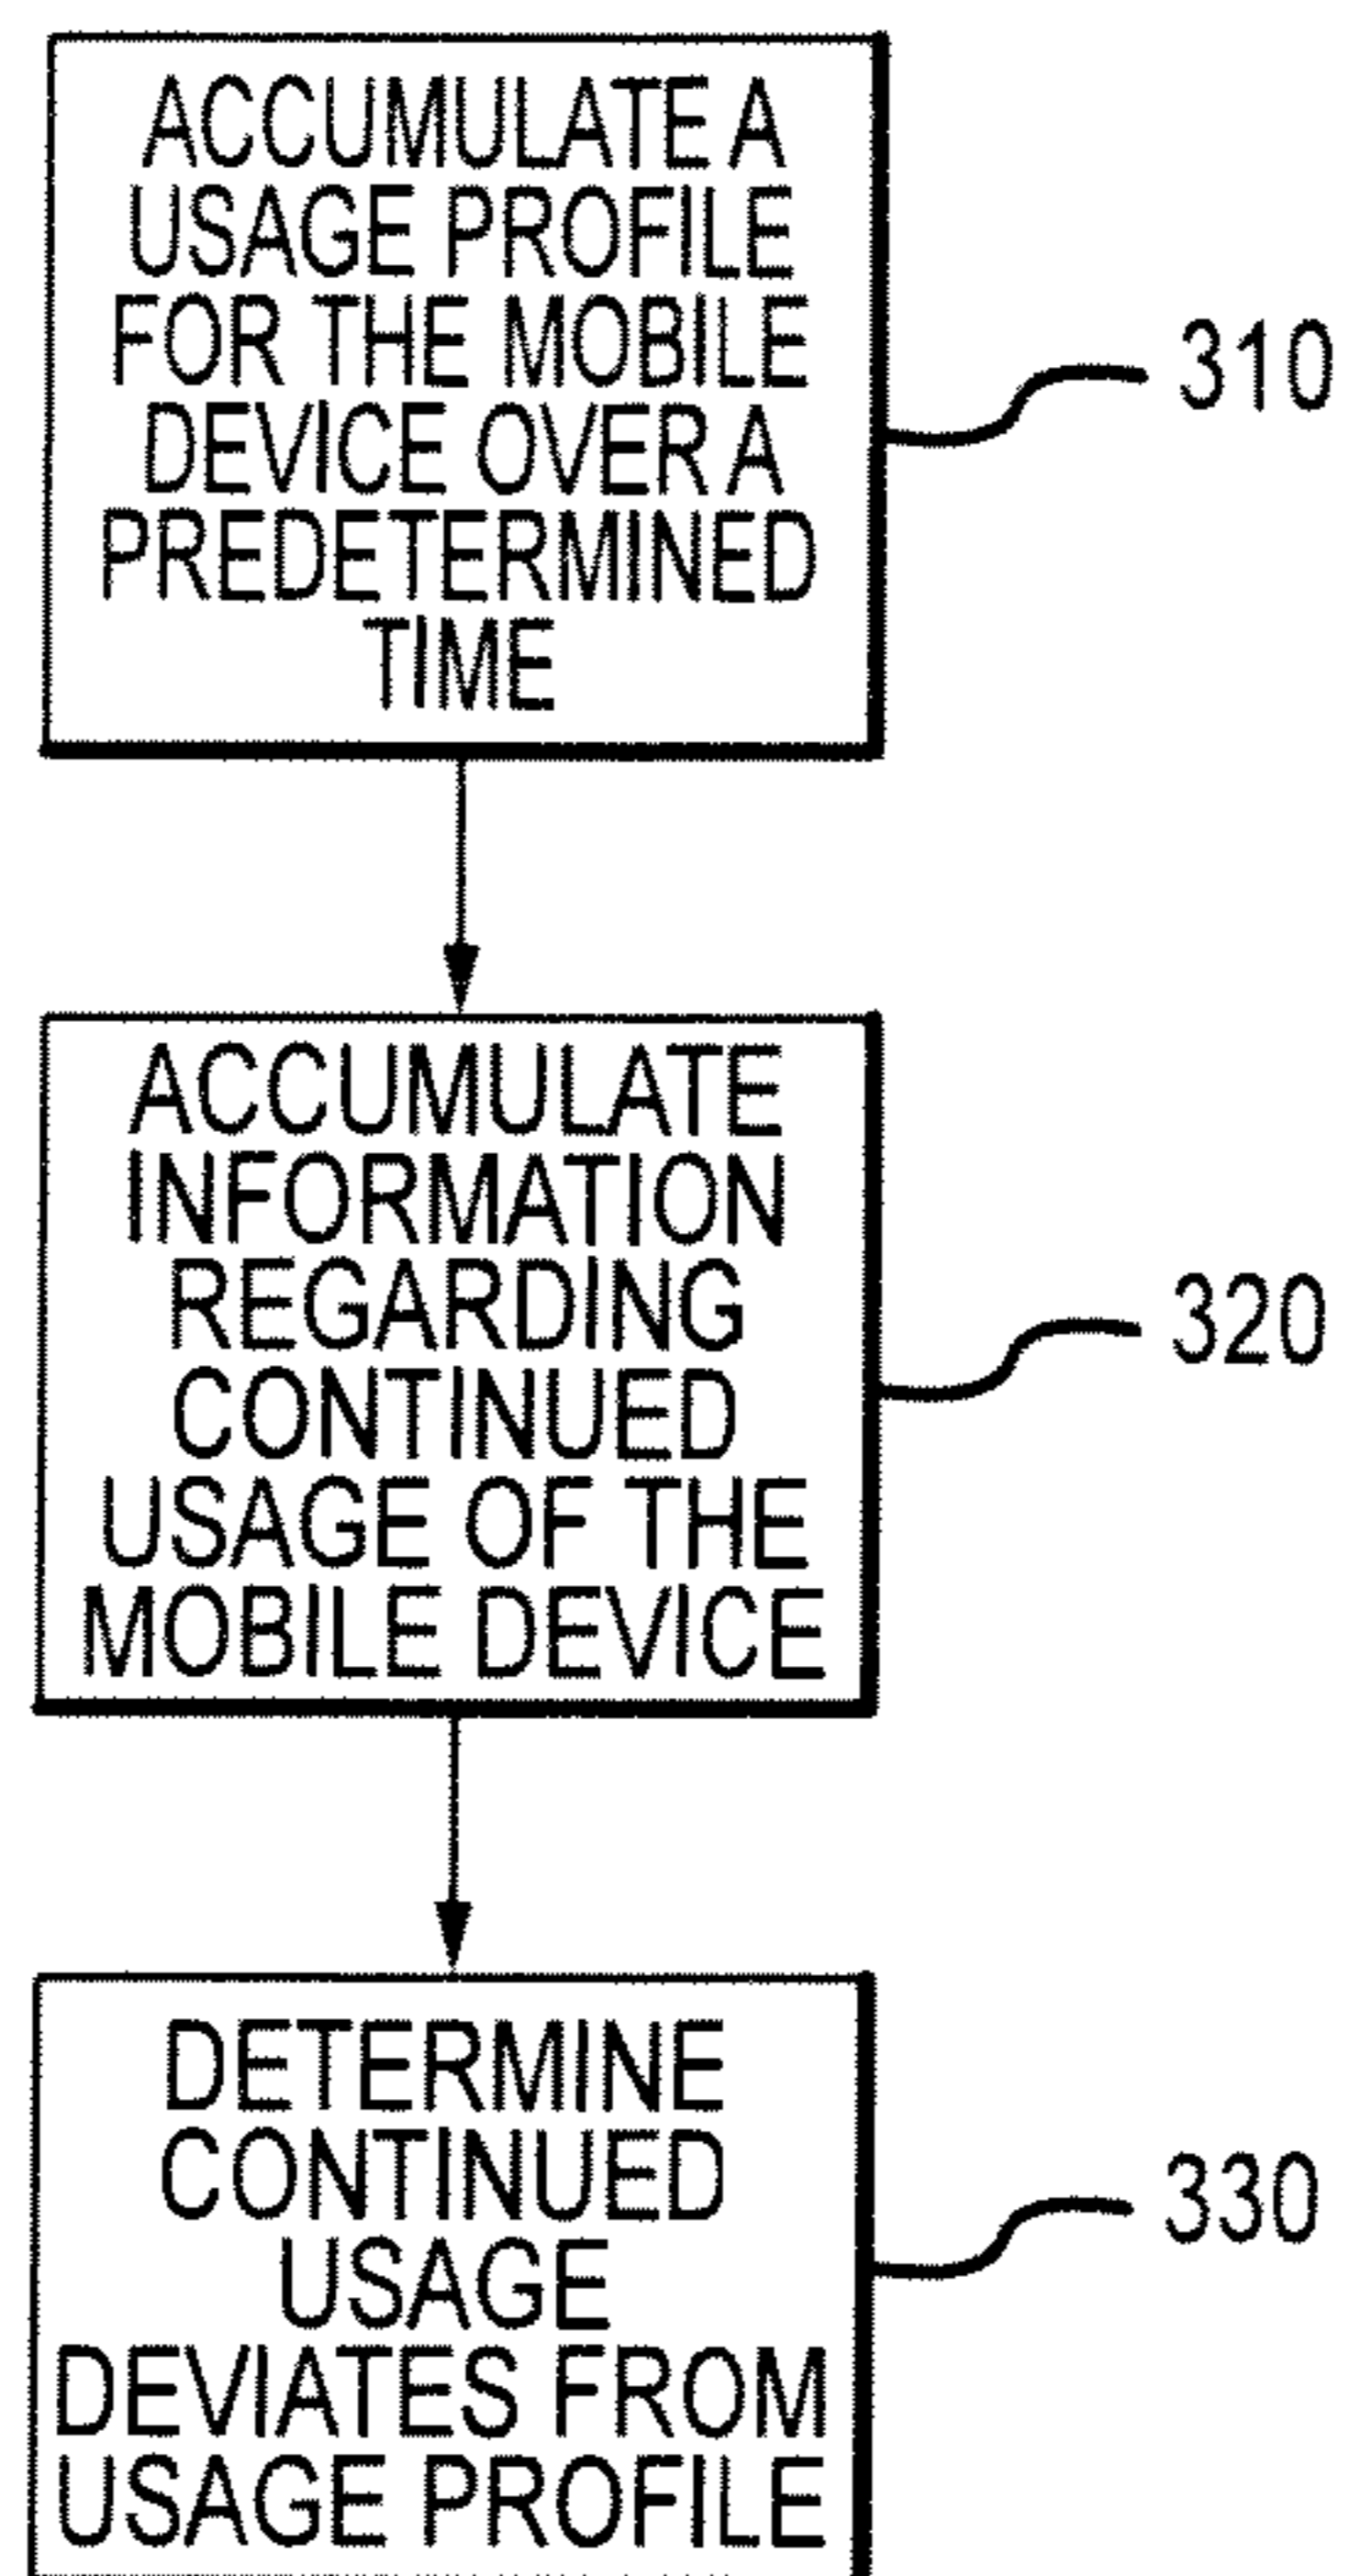 ACCUMULATE A
USAGE PROFILE
FOR THE MOBILE
DEVICE OVER A
PREDETERMINED
TIME
310
ACCUMULATE
INFORMATION
REGARDING
CONTINUED
USAGE OF THE
MOBILE DEVICE
320
DETERMINE
CONTINUED
USAGE
DEVIATES FROM
USAGE PROFILE
330